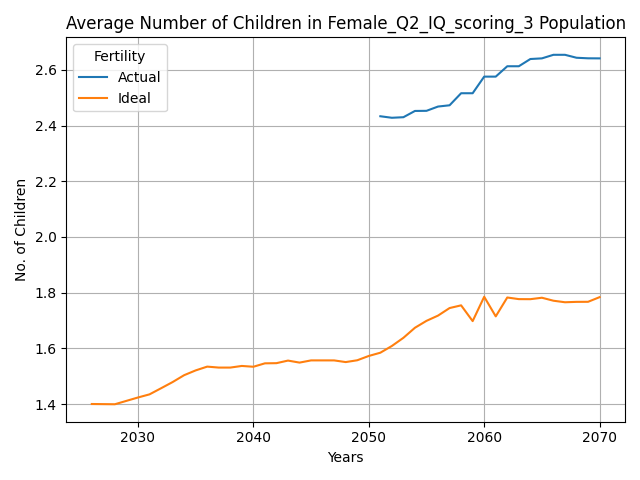 Average Number of Children in Female_Q2_IQ_scoring_3 Population
Fertility
Actual
Ideal
No. of Children
2.6
2.4
2.2
2.0
1.8
1.6
1.4
2030 2040 2050 2060 2070
Years